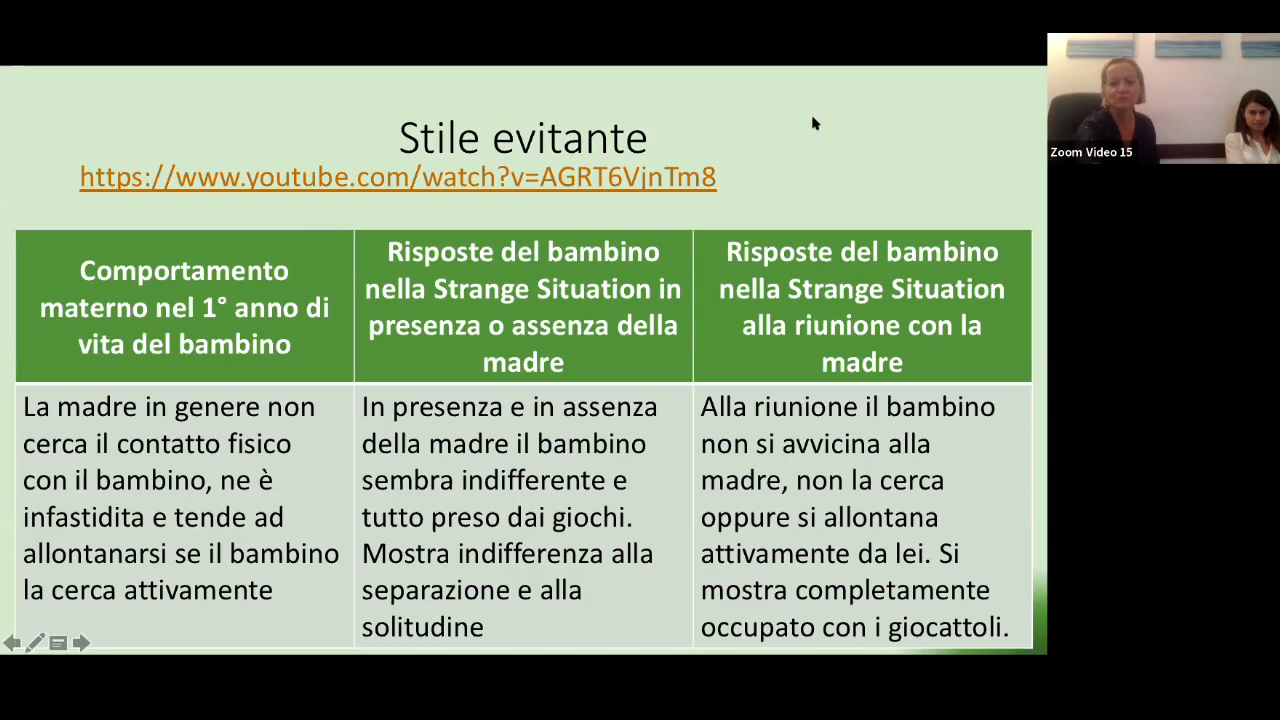 Stile evitante
https://www.youtube.com/watch?v=AGRT6VjnTm8
Comportamento
materno nel 1° anno di
vita del bambino
Risposte del bambino
nella Strange Situation in
presenza o assenza della
madre
Risposte del bambino
nella Strange Situation
alla riunione con la
madre
La madre in genere non
cerca il contatto fisico
con il bambino, ne è
infastidita e tende ad
allontanarsi se il bambino
la cerca attivamente
In presenza e in assenza
della madre il bambino
sembra indifferente e
tutto preso dai giochi.
Mostra indifferenza alla
separazione e alla
solitudine
Alla riunione il bambino
non si avvicina alla
madre, non la cerca
oppure si allontana
attivamente da lei. Si
mostra completamente
occupato con i giocattoli.
Zoom Video 15